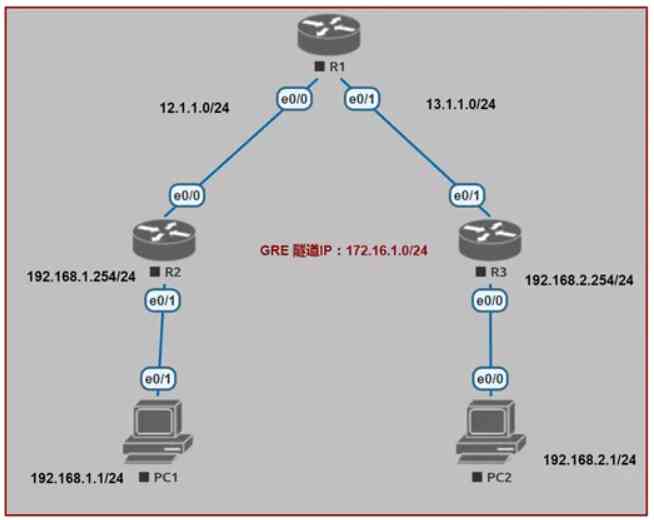 R1
e0/0
e0/1
12.1.1.0/24
13.1.1.0/24
e0/0
e0/1
GRE 隧道IP：172.16.1.0/24
R2
R3
192.168.1.254/24
192.168.2.254/24
e0/1
e0/0
e0/1
e0/0
192.168.2.1/24
192.168.1.1/24
PC1
PC2